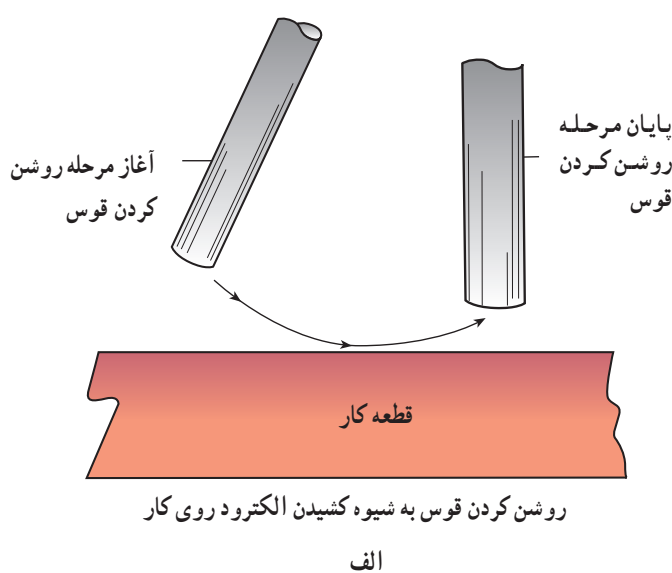 پایان مرحله
روشن کردن
قوس
آغاز مرحله روشن
کردن قوس
قطعه کار
روشن کردن قوس به شیوه کشیدن الکترود روی کار
الف